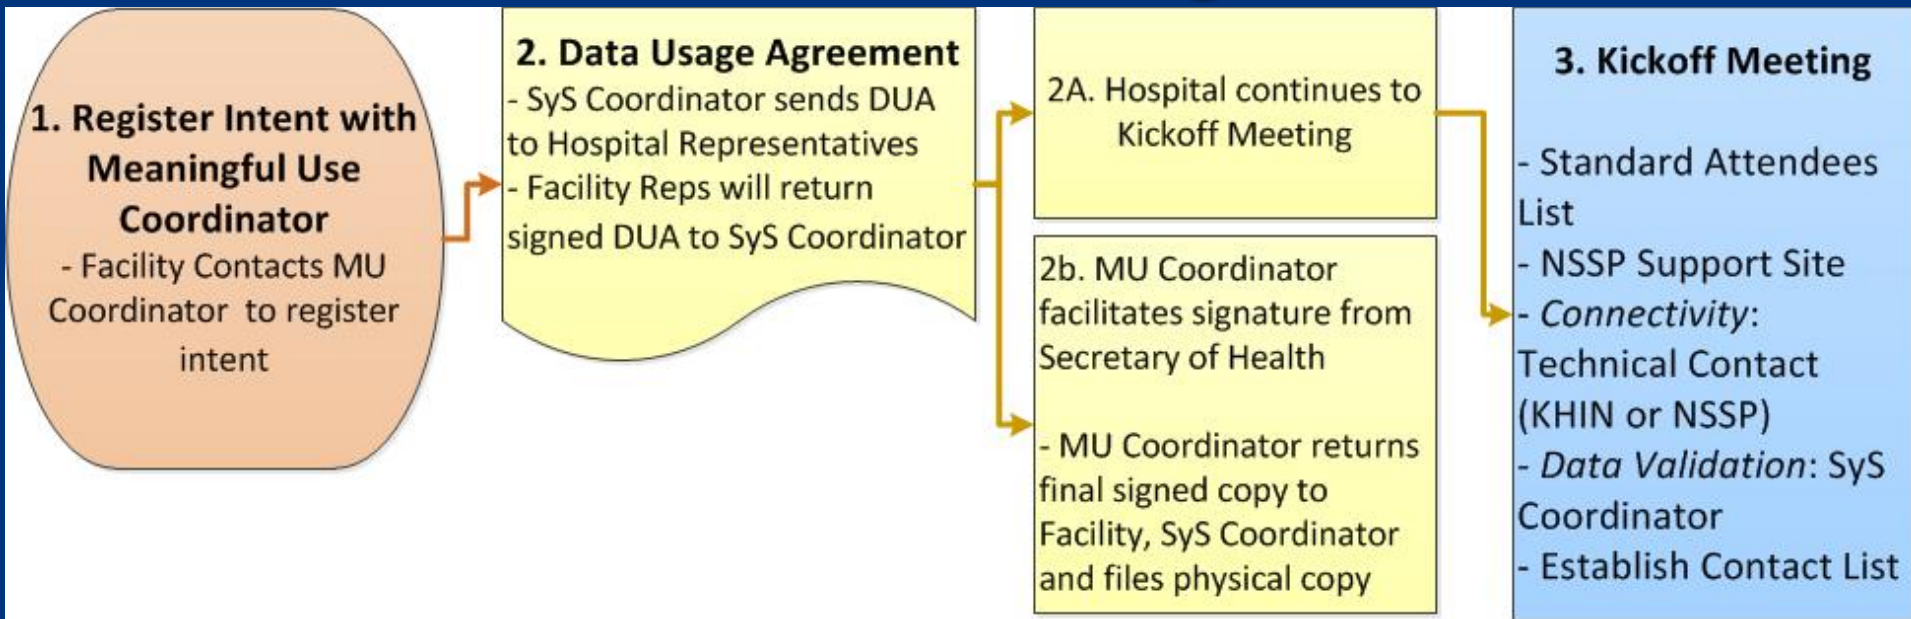 1. Register Intent with
Meaningful Use
Coordinator
- Facility Contacts MU
Coordinator to register
intent
2. Data Usage Agreement
- SyS Coordinator sends DUA
to Hospital Representatives
- Facility Reps will return
signed DUA to SyS Coordinator
2A. Hospital continues to
Kickoff Meeting
2b. MU Coordinator
facilitates signature from
Secretary of Health
- MU Coordinator returns
final signed copy to
Facility, SyS Coordinator
and files physical copy
3. Kickoff Meeting
- Standard Attendees
List
- NSSP Support Site
- Connectivity:
Technical Contact
(KHIN or NSSP)
- Data Validation: SyS
Coordinator
- Establish Contact List